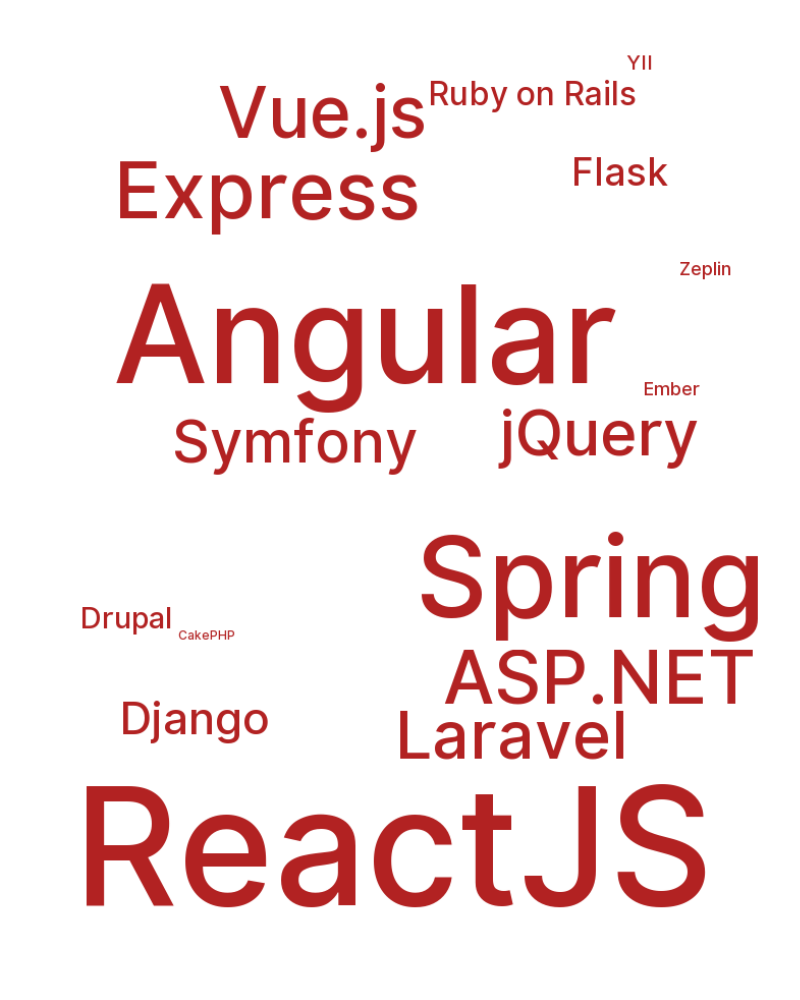 YII
Vue.js
Ruby on Rails
Express
Flask
Zeplin
Angular
Ember
Symfony
jQuery
Spring
Drupal
CakePHP
ASP.NET
Django
Laravel
ReactJS